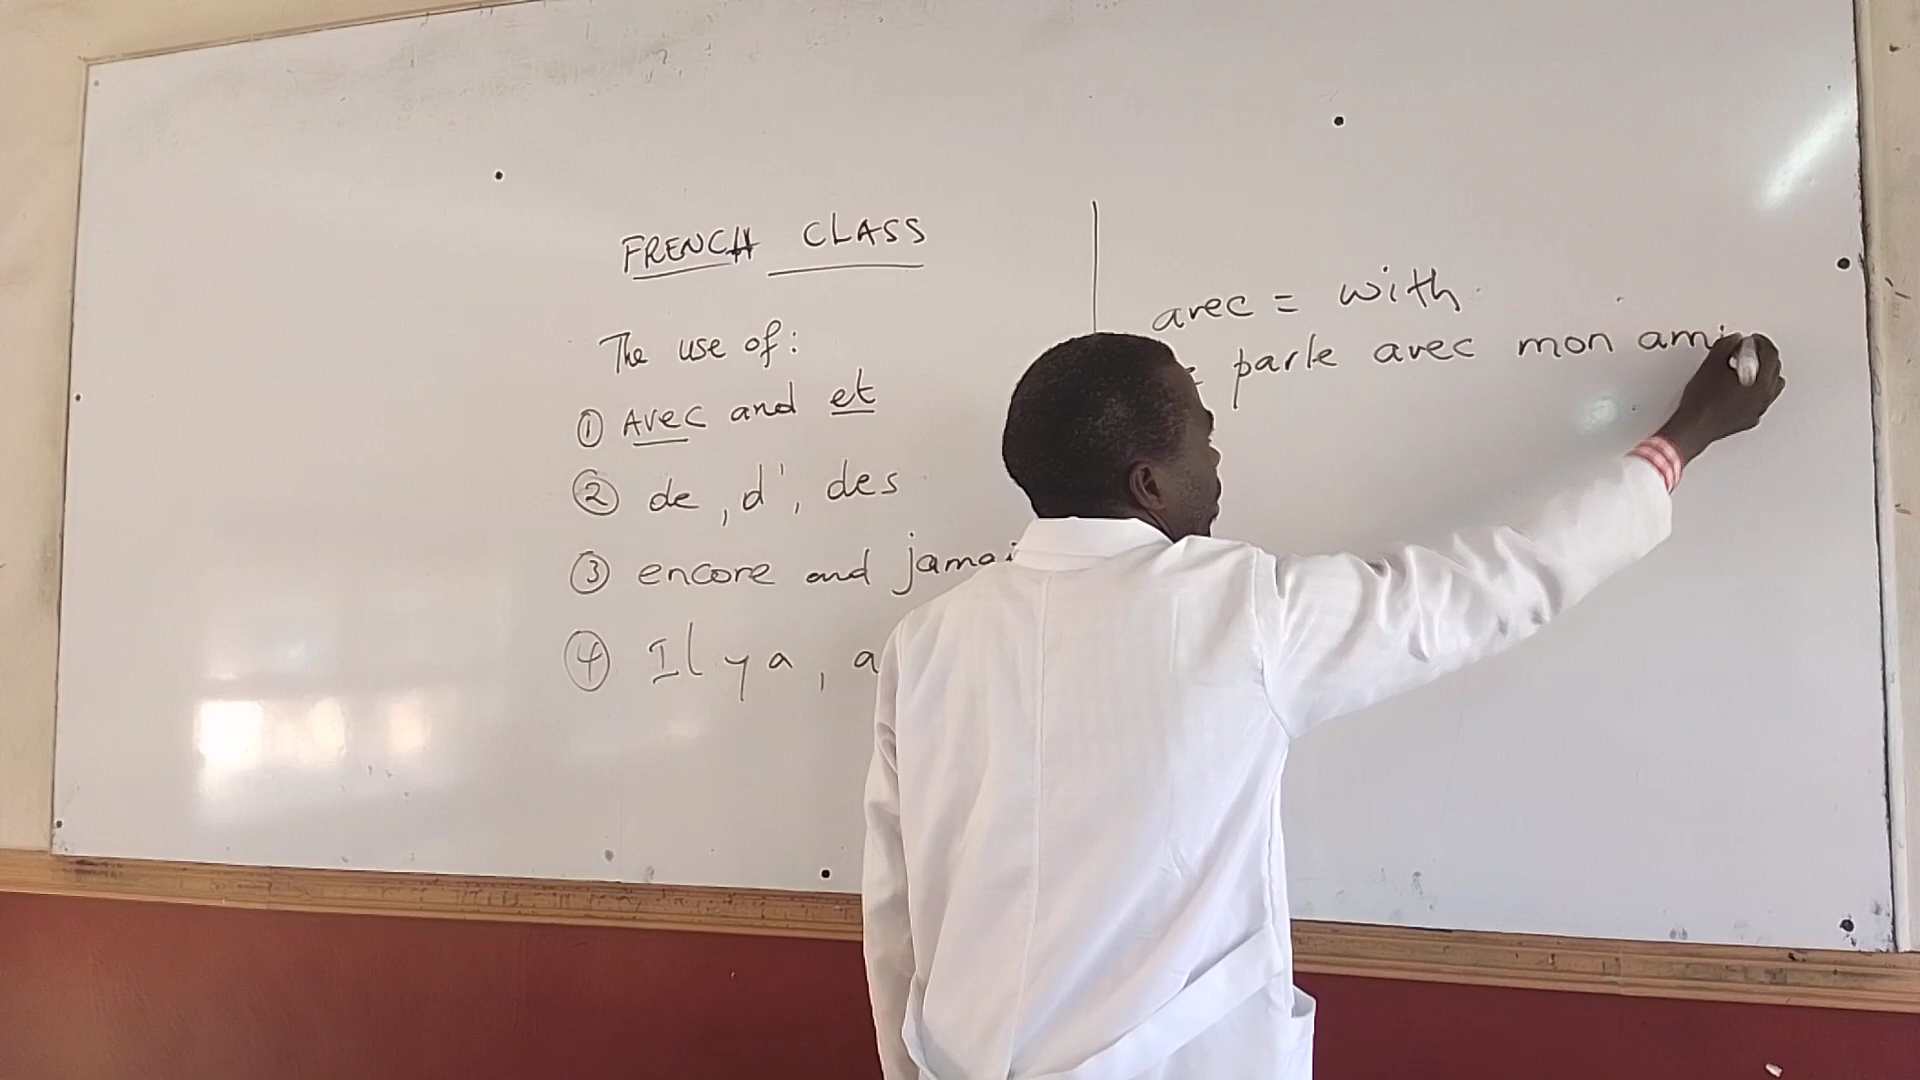 FRENCH CLASS
The use of:
① Avec and et
② de, d', des
③ encore and
④ Il y a,
avec = with
parle avec mon ami